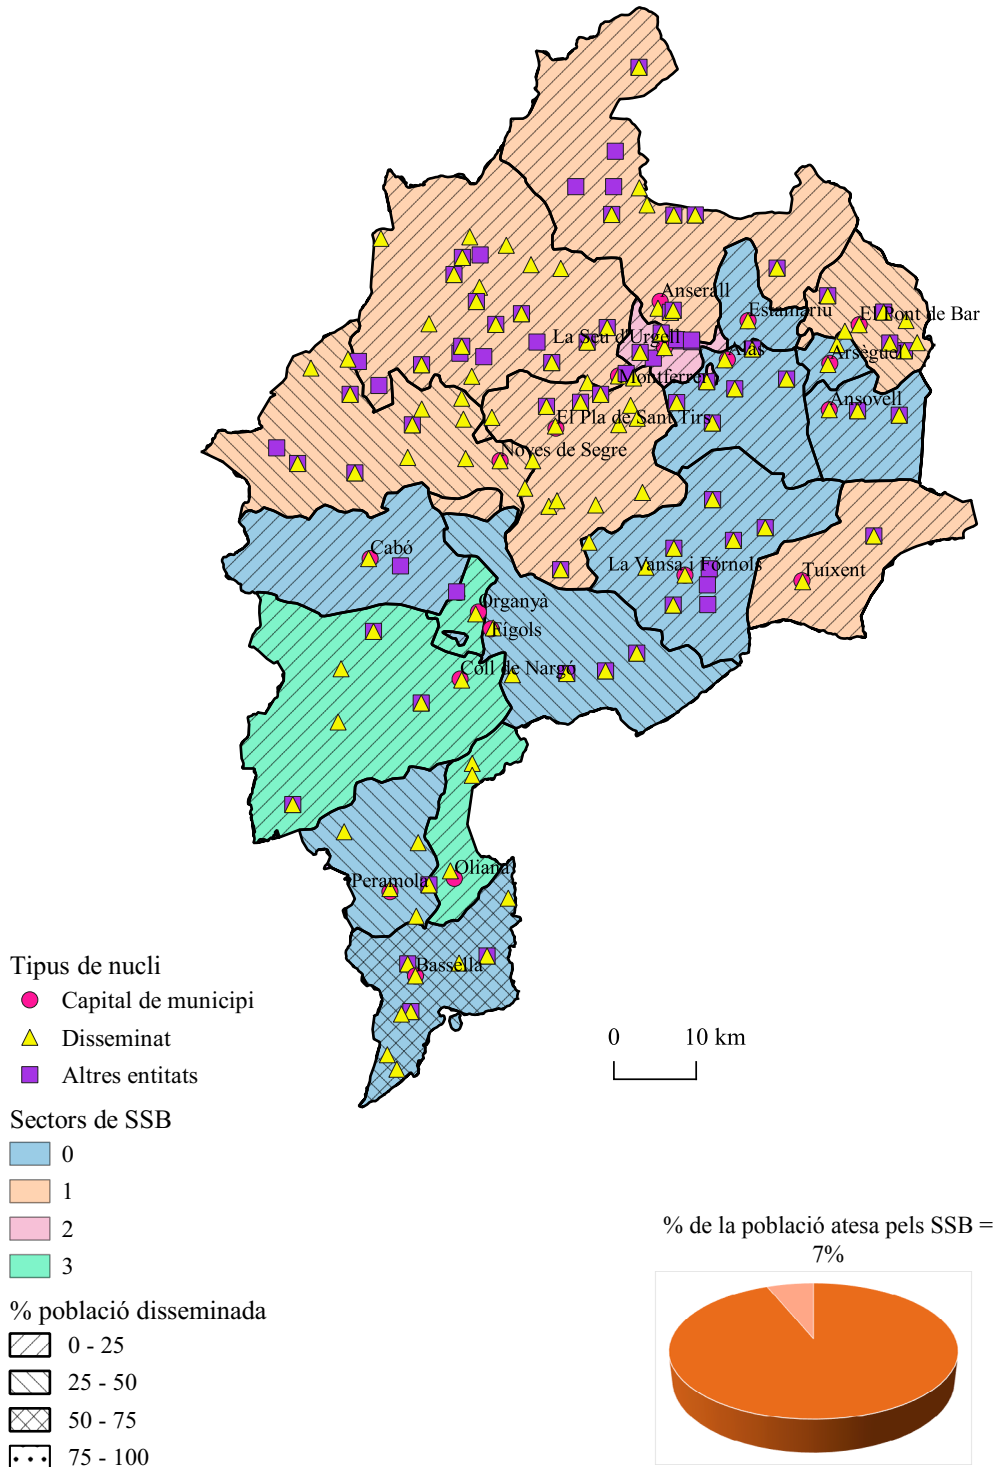 Anserall
Estamariu
El Pont de Bar
La Seu d'Urgell
Alàs
Arsèguel
Montferrer
Ansovell
El Pla de Sant Tirs
Noves de Segre
Cabó
La Vansa i Fórnols
Tuixent
Organyà
Fígols
Coll de Nargó
Oliana
Peramola
Bassella
Tipus de nucli
Capital de municipi
Disseminat
Altres entitats
0 10 km
Sectors de SSB
0
1
2
3
% població disseminada
0 - 25
25 - 50
50 - 75
75 - 100
% de la població atesa pels SSB =
7%